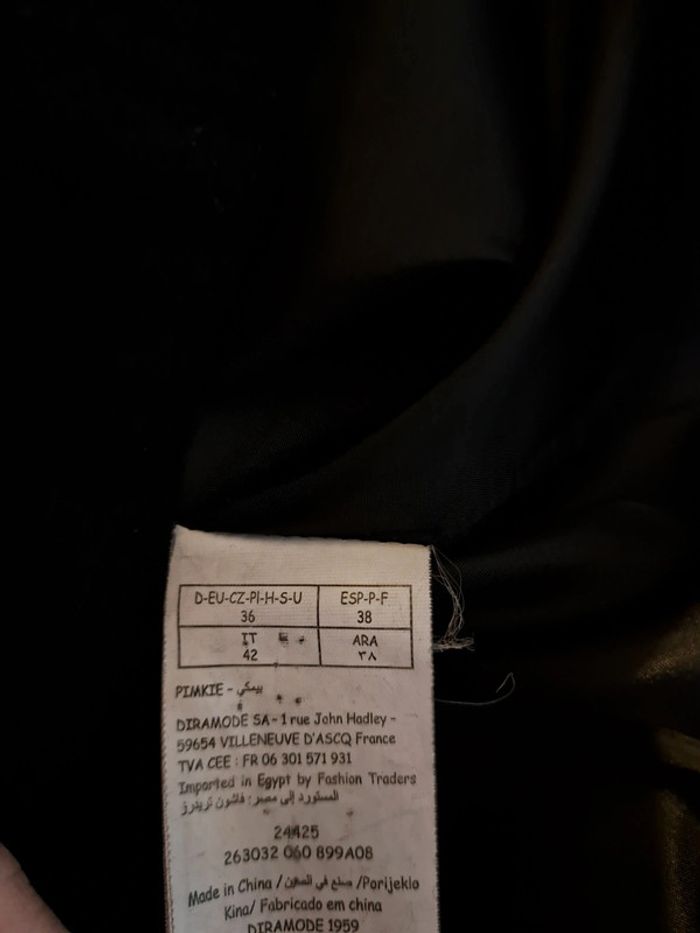 D-EU-CZ-PI-H-S-U ESP-P-F
36 38
IT ARA
42 ٣٨
PIMKIE - بيمكي
DIRAMODE SA - 1 rue John Hadley -
59654 VILLENEUVE D'ASCQ France
TVA CEE : FR 06 301 571 931
Imported in Egypt by Fashion Traders
المستورد إلى مصر: فاشون تريدرز
24425
263032 060 899A08
Made in China / صنع في الصين /Porijeklo
Kina/ Fabricado em china
DIRAMODE 1959